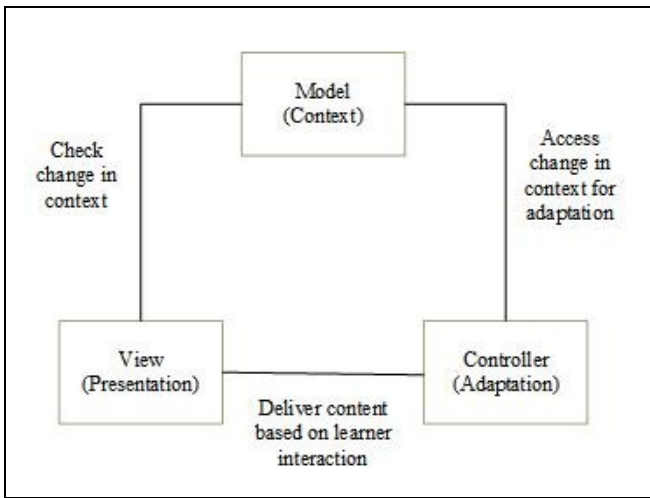 Model
(Context)
Check
change in
context
Access
change in
context for
adaptation
View
(Presentation)
Controller
(Adaptation)
Deliver content
based on learner
interaction